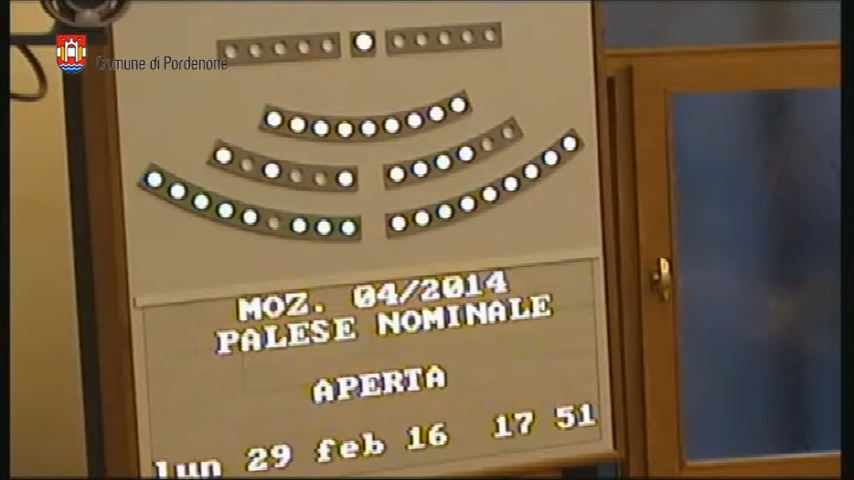 Comune di Pordenone
MOZ. 04/2014
PALESE NOMINALE
APERTA
lun 29 feb 16 17 51